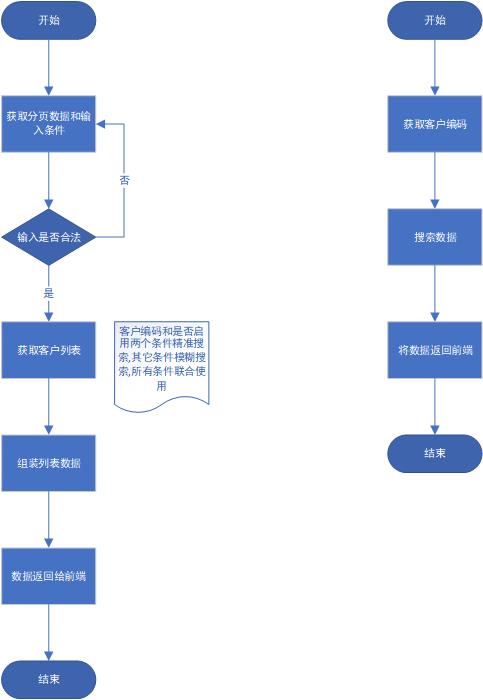 开始
获取分页数据和输
入条件
否
输入是否合法
是
获取客户列表
客户编码和是否启
用两个条件精准搜
索,其它条件模糊搜
索,所有条件联合使
用
组装列表数据
数据返回给前端
结束
开始
获取客户编码
搜索数据
将数据返回前端
结束